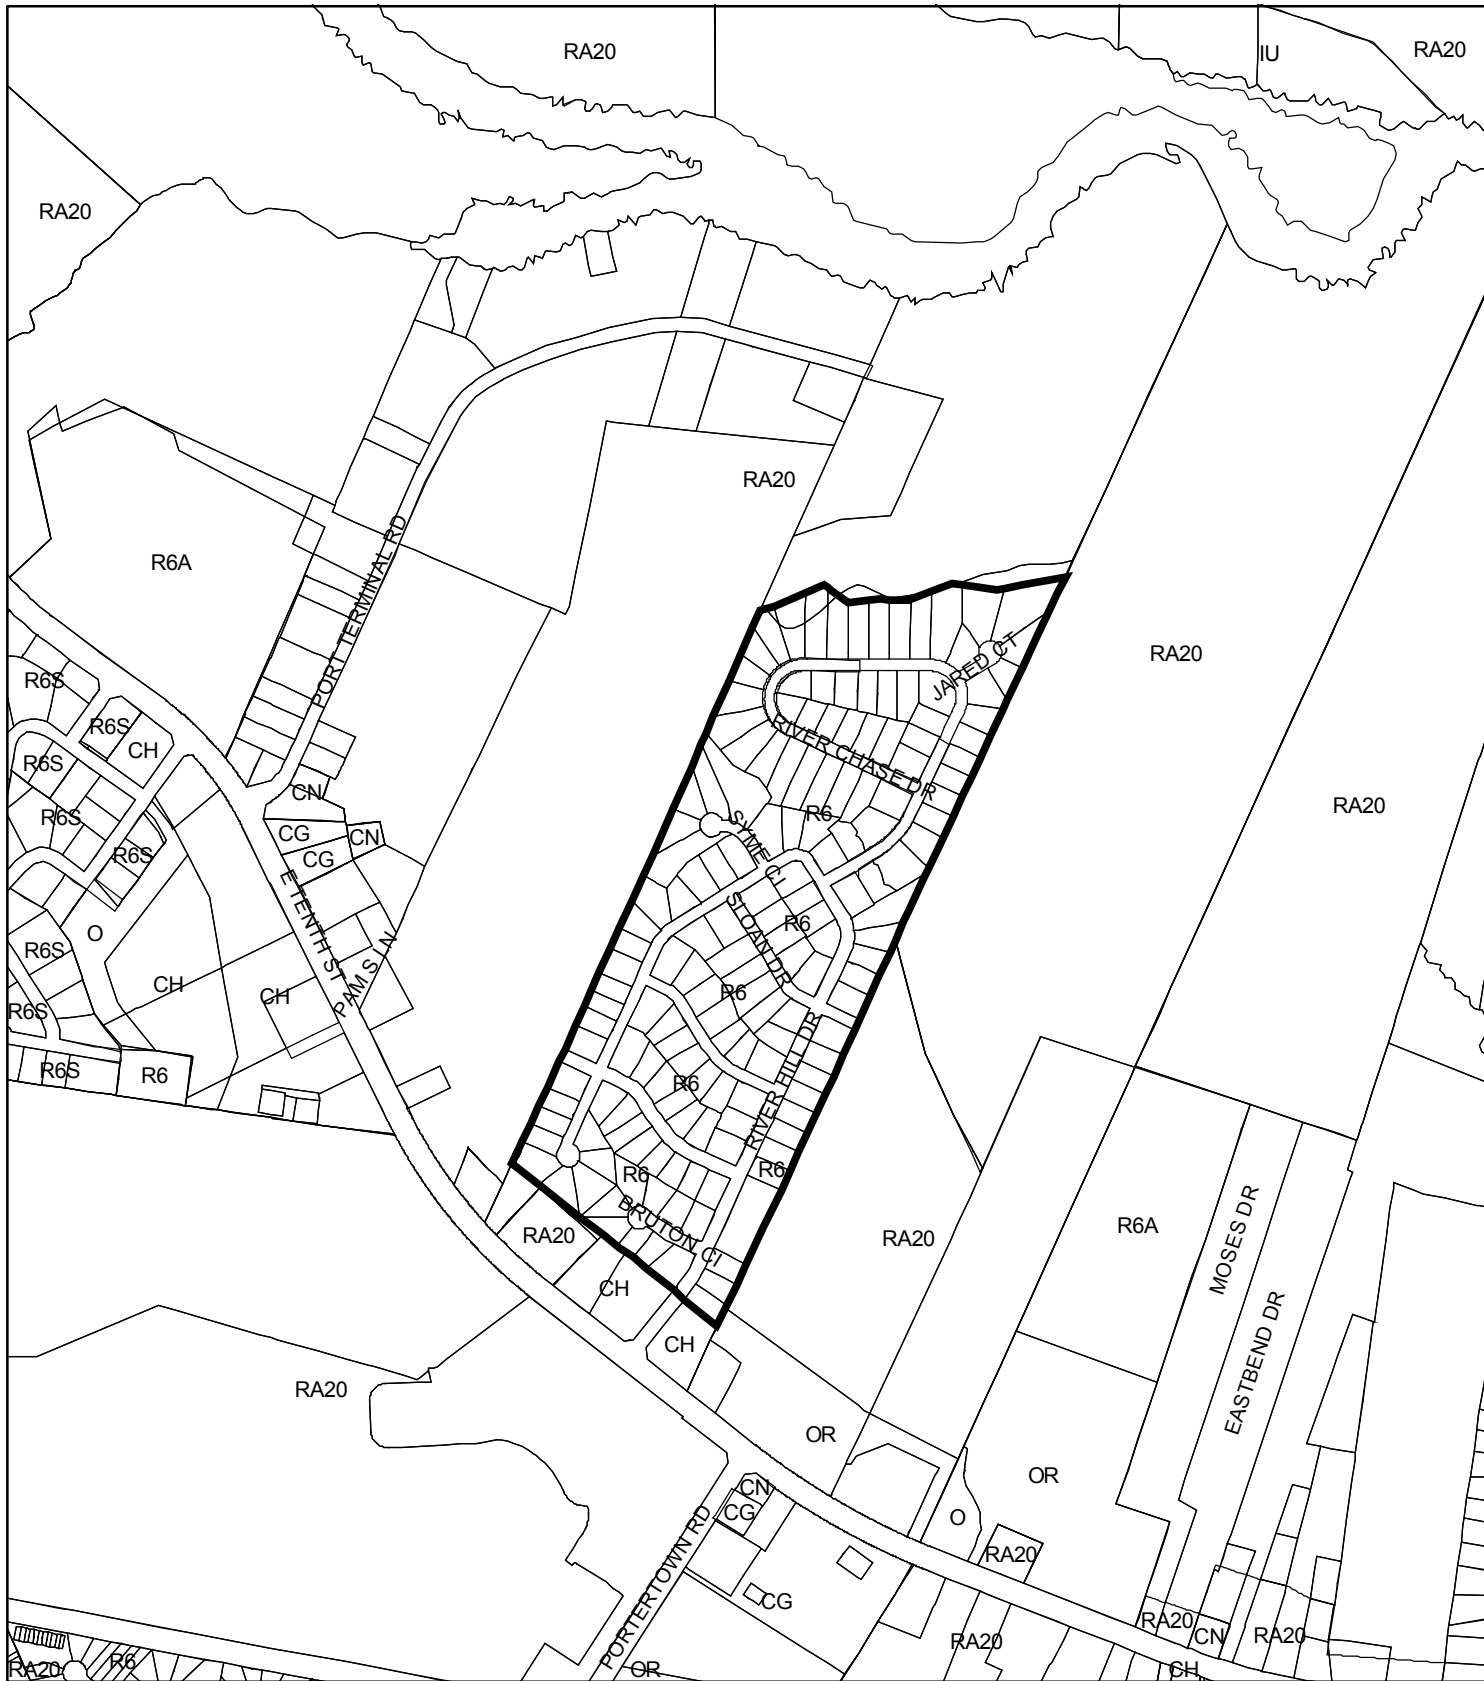 RA20
IU
RA20
RA20
RA20
R6A
PORT TERMINAL RD
RA20
JARED CT
R6S
R6S
CH
R6S
RIVER CHASE DR
CN
RA20
R6S
CG
CN
R6
SYME CI
R6S
CG
E TENTH ST
R6
SLOAN DR
O
R6S
PAMS LN
CH
CH
R6
R6S
RIVER HILL DR
R6S
R6
R6
R6
R6
BRUTON CI
RA20
RA20
R6A
MOSES DR
CH
EASTBEND DR
CH
RA20
OR
OR
CN
CG
O
RA20
PORTERTOWN RD
CG
RA20
CN
RA20
RA20
RA20
R6
OR
CH